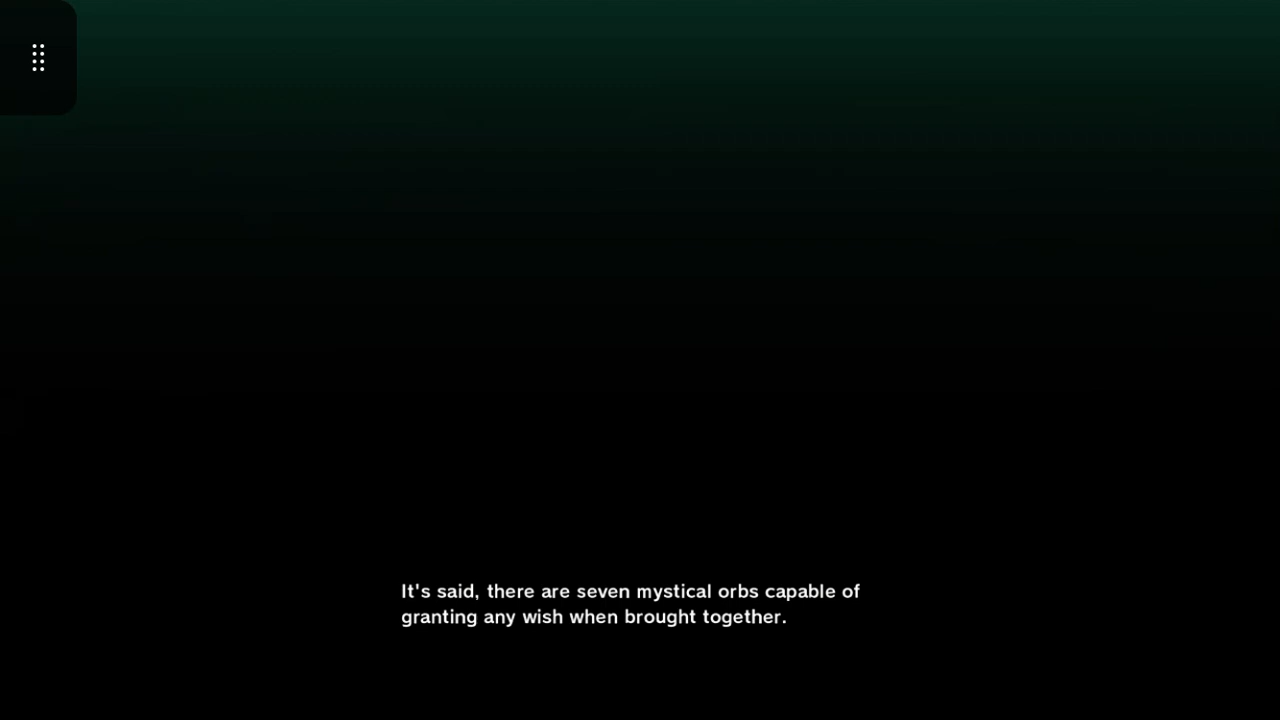 It's said, there are seven mystical orbs capable of
granting any wish when brought together.